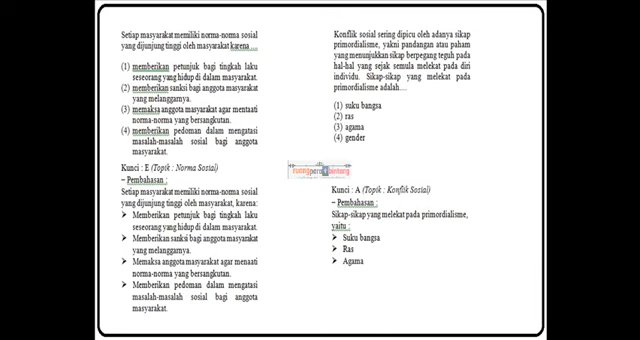 Setiap masyarakat memiliki norma-norma sosial
yang dijunjung tinggi oleh masyarakat karena ....
(1) memberikan petunjuk bagi tingkah laku
seseorang yang hidup di dalam masyarakat.
(2) memberikan sanksi bagi anggota masyarakat
yang melanggarnya.
(3) memaksa anggota masyarakat agar mentaati
norma-norma yang bersangkutan.
(4) memberikan pedoman dalam mengatasi
masalah-masalah sosial bagi anggota
masyarakat.
Kunci : E (Topik : Norma Sosial)
– Pembahasan :
Setiap masyarakat memiliki norma-norma sosial
yang dijunjung tinggi oleh masyarakat, karena:
➢ Memberikan petunjuk bagi tingkah laku
seseorang yang hidup di dalam masyarakat.
➢ Memberikan sanksi bagi anggota masyarakat
yang melanggarnya.
➢ Memaksa anggota masyarakat agar menaati
norma-norma yang bersangkutan.
➢ Memberikan pedoman dalam mengatasi
masalah-masalah sosial bagi anggota
masyarakat.
Konflik sosial sering dipicu oleh adanya sikap
primordialisme, yakni pandangan atau paham
yang menunjukkan sikap berpegang teguh pada
hal-hal yang sejak semula melekat pada diri
individu. Sikap-sikap yang melekat pada
primordialisme adalah....
(1) suku bangsa
(2) ras
(3) agama
(4) gender
Kunci : A (Topik : Konflik Sosial)
– Pembahasan :
Sikap-sikap yang melekat pada primordialisme,
yaitu :
➢ Suku bangsa
➢ Ras
➢ Agama